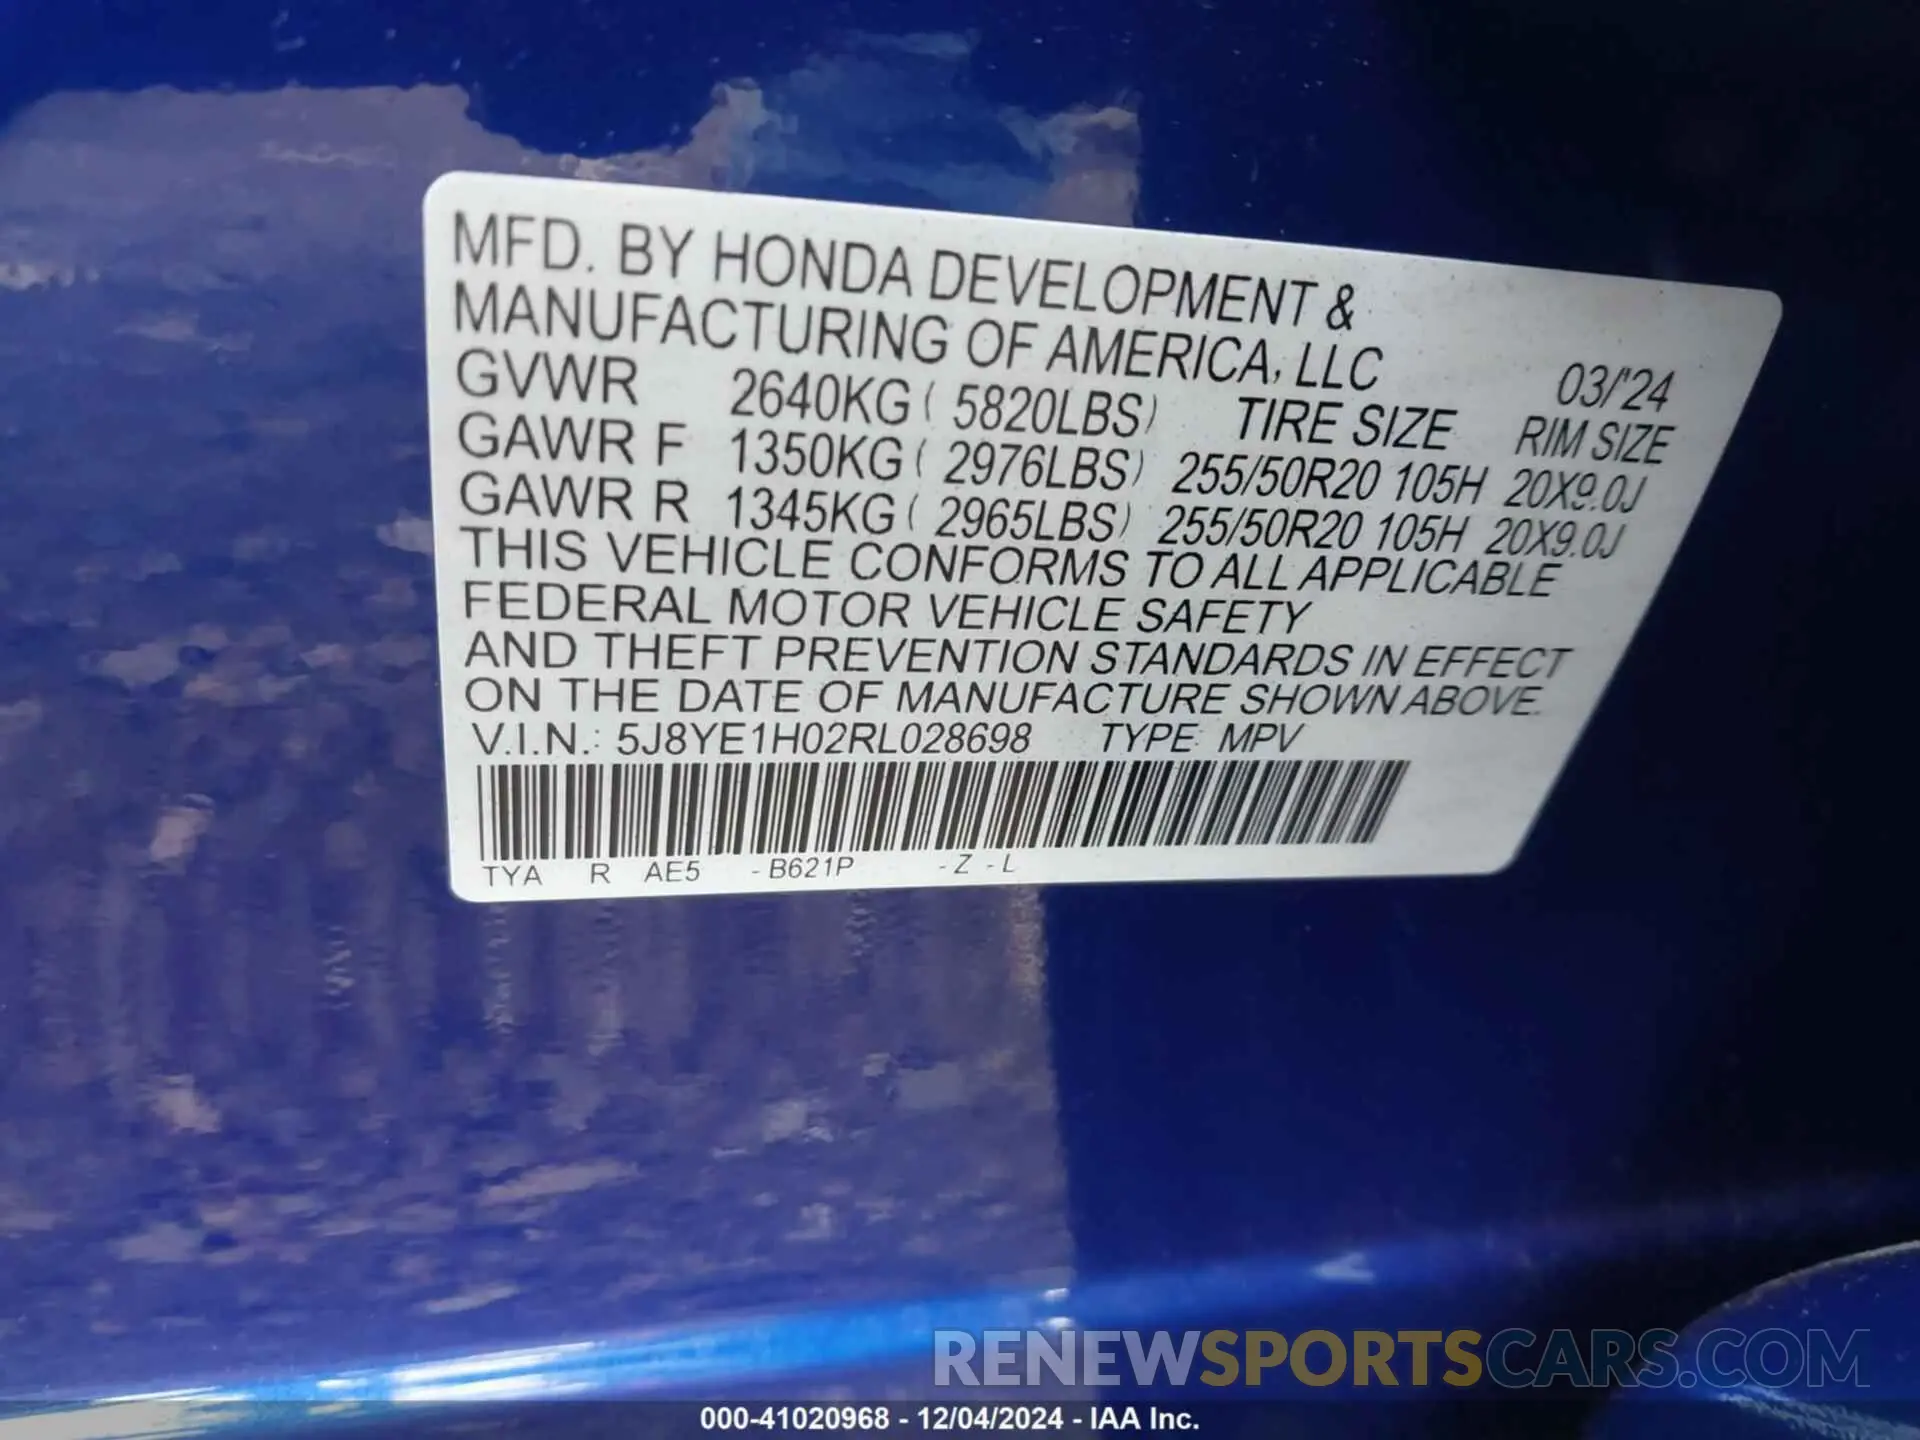 MFD. BY HONDA DEVELOPMENT &
MANUFACTURING OF AMERICA, LLC 03/'24
GVWR 2640KG ( 5820LBS) TIRE SIZE RIM SIZE
GAWR F 1350KG ( 2976LBS) 255/50R20 105H 20X9.0J
GAWR R 1345KG ( 2965LBS) 255/50R20 105H 20X9.0J
THIS VEHICLE CONFORMS TO ALL APPLICABLE
FEDERAL MOTOR VEHICLE SAFETY
AND THEFT PREVENTION STANDARDS IN EFFECT
ON THE DATE OF MANUFACTURE SHOWN ABOVE.
V.I.N.: 5J8YE1H02RL028698 TYPE: MPV
TYA R AE5 - B621P - Z - L
RENEWSPORTSCARS.COM
000-41020968 - 12/04/2024 - IAA Inc.